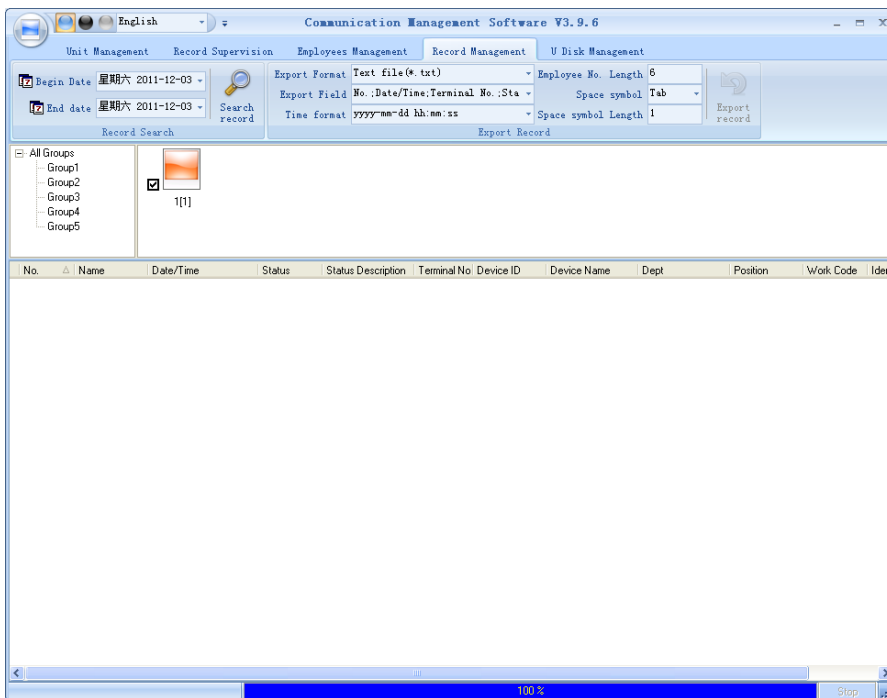 English
Communication Management Software V3.9.6
Unit Management Record Supervision Employees Management Record Management U Disk Management
Begin Date 星期六 2011-12-03
End date 星期六 2011-12-03
Search record
Record Search
Export Format Text file(*.txt) Employee No. Length 6
Export Field No.;Date/Time;Terminal No.;Sta Space symbol Tab
Time format yyyy-mm-dd hh:mm:ss Space symbol Length 1
Export record
Export Record
All Groups
Group1
Group2
Group3
Group4
Group5
1[1]
No. Name Date/Time Status Status Description Terminal No Device ID Device Name Dept Position Work Code Iden
100 %
Stop